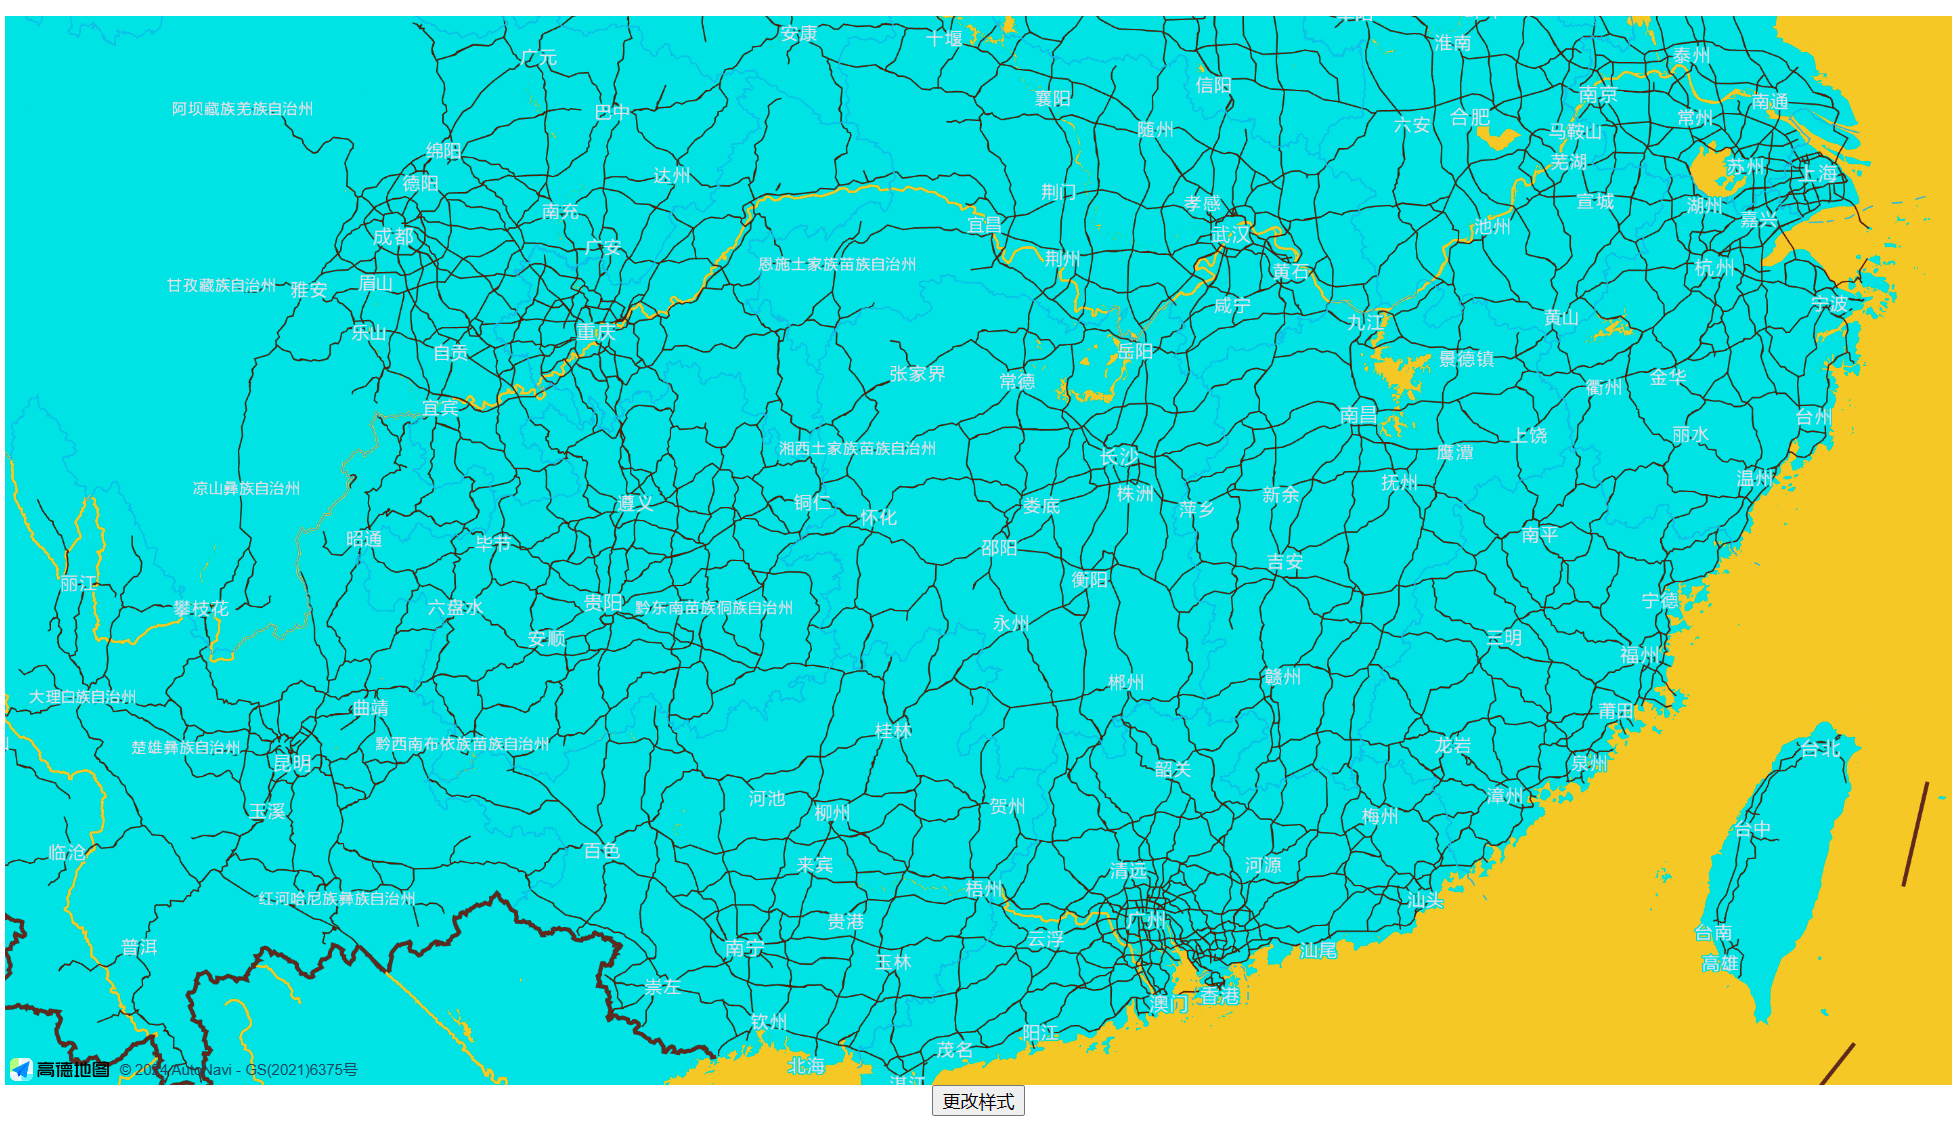 安康
十堰
淮南
广元
泰州
信阳
南京
襄阳
南通
阿坝藏族羌族自治州
巴中
合肥
常州
六安
随州
马鞍山
绵阳
芜湖
苏州
达州
上海
德阳
荆门
宣城
孝感
湖州
南充
嘉兴
宜昌
池州
武汉
成都
广安
荆州
恩施土家族苗族自治州
杭州
黄石
眉山
甘孜藏族自治州
雅安
咸宁
宁波
黄山
九江
重庆
乐山
岳阳
自贡
景德镇
张家界
金华
常德
衢州
宜宾
南昌
台州
丽水
上饶
湘西土家族苗族自治州
鹰潭
长沙
温州
抚州
凉山彝族自治州
株洲
新余
遵义
铜仁
娄底
萍乡
怀化
南平
昭通
毕节
邵阳
吉安
衡阳
丽江
宁德
贵阳
攀枝花
六盘水
黔东南苗族侗族自治州
永州
安顺
三明
福州
赣州
郴州
大理白族自治州
曲靖
莆田
桂林
黔西南布依族苗族自治州
龙岩
楚雄彝族自治州
台北
昆明
泉州
韶关
漳州
河池
贺州
玉溪
柳州
梅州
台中
百色
临沧
来宾
河源
清远
梧州
红河哈尼族彝族自治州
汕头
广州
贵港
台南
云浮
普洱
南宁
汕尾
玉林
高雄
崇左
香港
澳门
钦州
阳江
茂名
北海
湛江
高德地图 © 2024 AutoNavi - GS(2021)6375号
更改样式